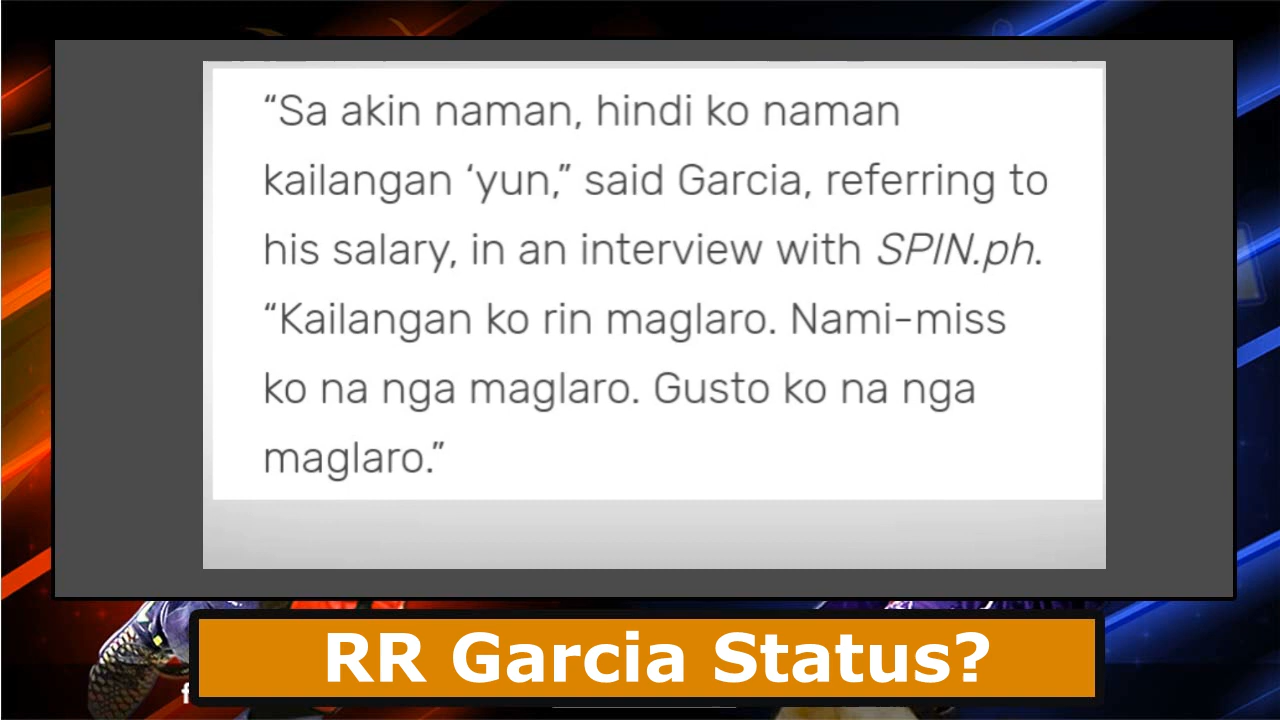 “Sa akin naman, hindi ko naman
kailangan ‘yun,” said Garcia, referring to
his salary, in an interview with SPIN.ph.
“Kailangan ko rin maglaro. Nami-miss
ko na nga maglaro. Gusto ko na nga
maglaro.”
RR Garcia Status?